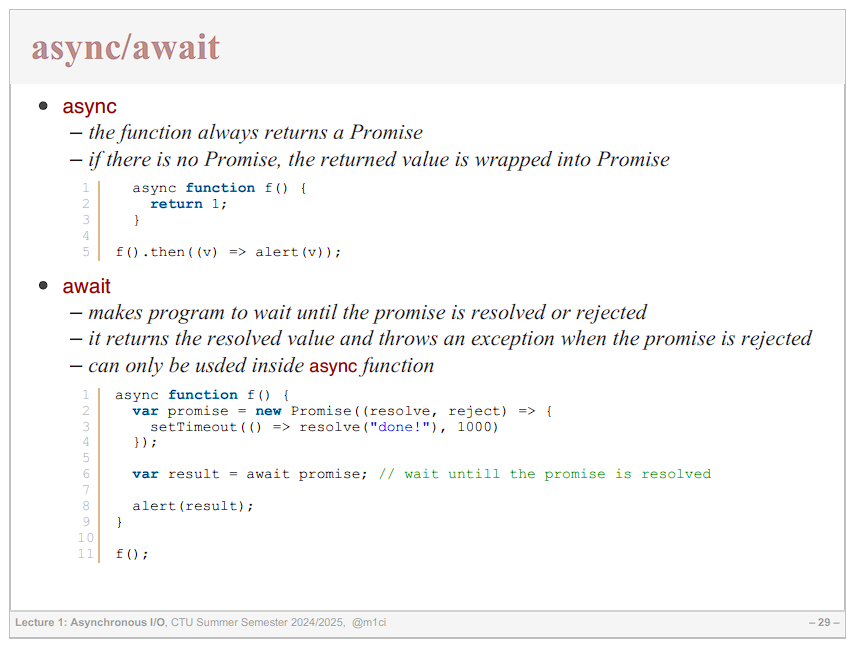 async/await
• async
– the function always returns a Promise
– if there is no Promise, the returned value is wrapped into Promise
1 async function f() {
2 return 1;
3 }
4
5 f().then((v) => alert(v));
• await
– makes program to wait until the promise is resolved or rejected
– it returns the resolved value and throws an exception when the promise is rejected
– can only be usded inside async function
1 async function f() {
2 var promise = new Promise((resolve, reject) => {
3 setTimeout(() => resolve("done!"), 1000)
4 });
5
6 var result = await promise; // wait untill the promise is resolved
7
8 alert(result);
9 }
10
11 f();
Lecture 1: Asynchronous I/O, CTU Summer Semester 2024/2025, @m1ci – 29 –